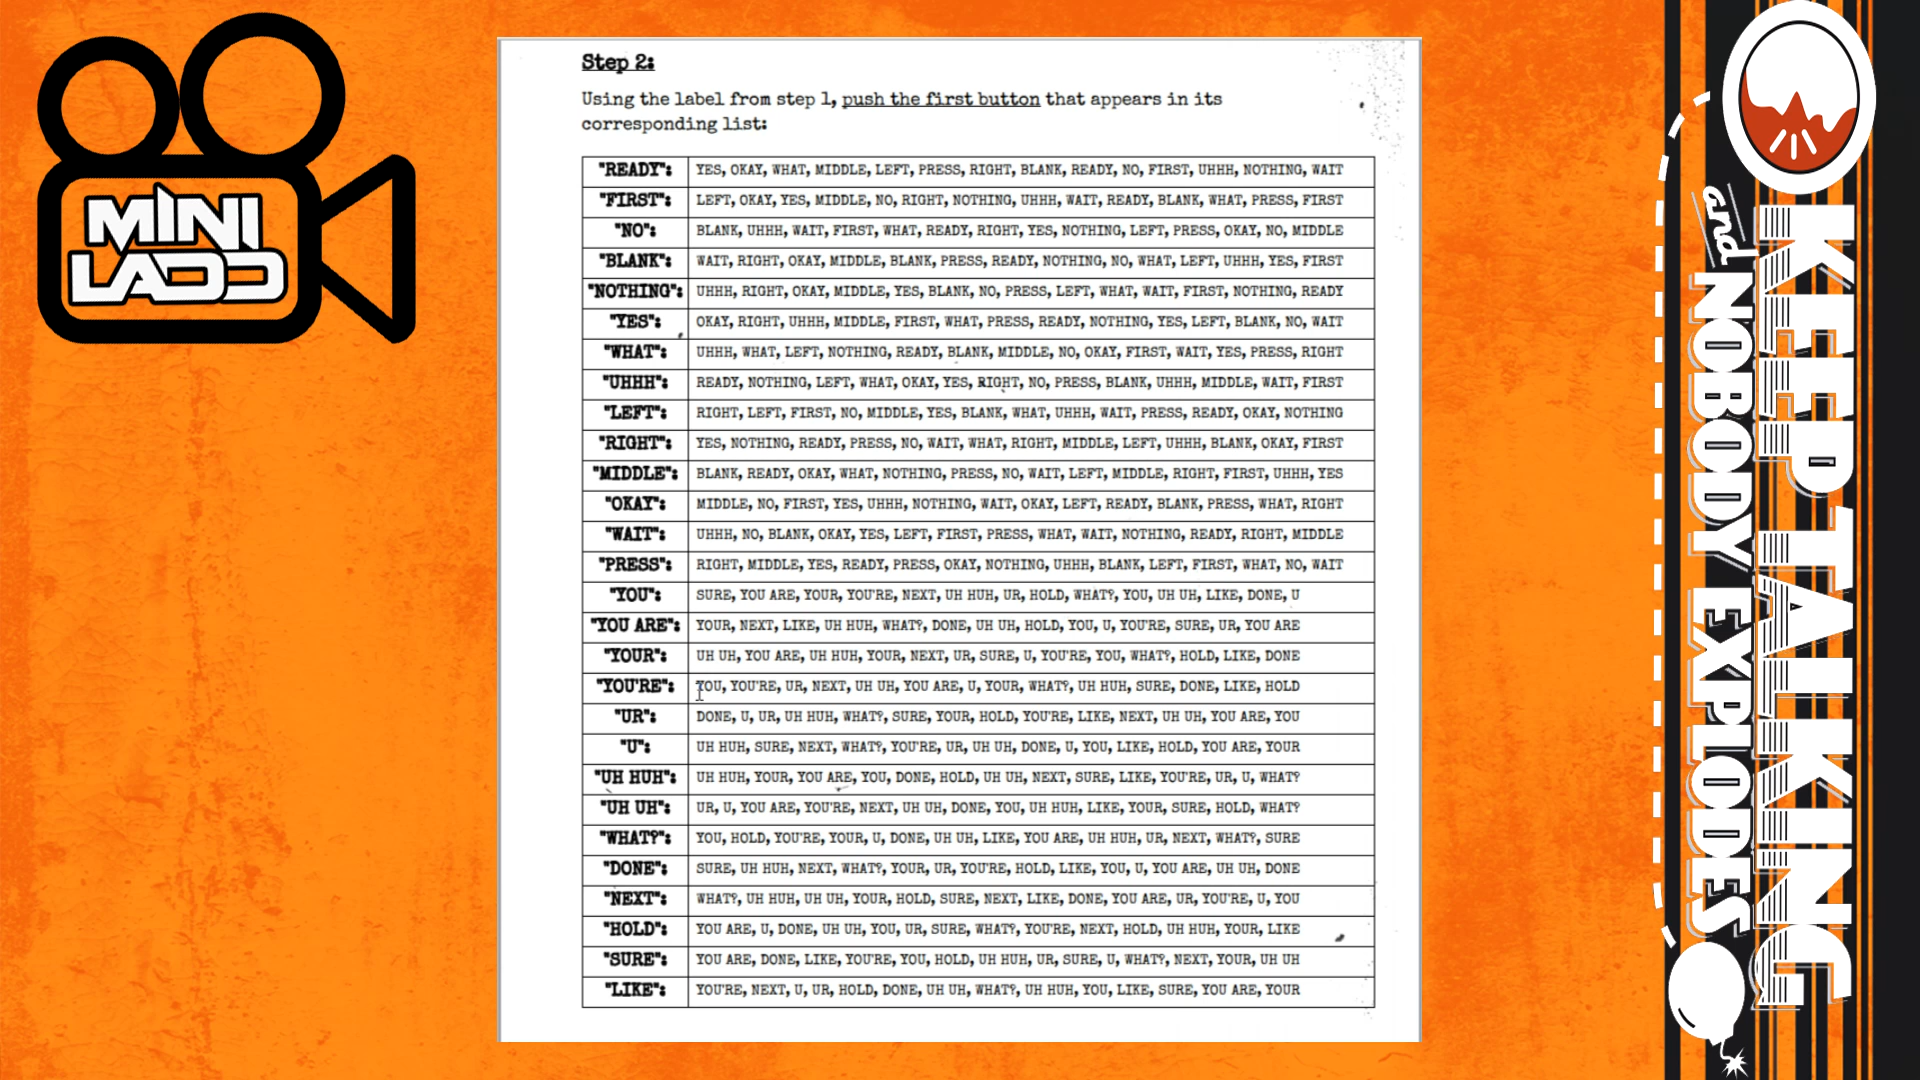 MINI
LADD
Step 2:
Using the label from step 1, push the first button that appears in its
corresponding list:
"READY": YES, OKAY, WHAT, MIDDLE, LEFT, PRESS, RIGHT, BLANK, READY, NO, FIRST, UHHH, NOTHING, WAIT
"FIRST": LEFT, OKAY, YES, MIDDLE, NO, RIGHT, NOTHING, UHHH, WAIT, READY, BLANK, WHAT, PRESS, FIRST
"NO": BLANK, UHHH, WAIT, FIRST, WHAT, READY, RIGHT, YES, NOTHING, LEFT, PRESS, OKAY, NO, MIDDLE
"BLANK": WAIT, RIGHT, OKAY, MIDDLE, BLANK, PRESS, READY, NOTHING, NO, WHAT, LEFT, UHHH, YES, FIRST
"NOTHING": UHHH, RIGHT, OKAY, MIDDLE, YES, BLANK, NO, PRESS, LEFT, WHAT, WAIT, FIRST, NOTHING, READY
"YES": OKAY, RIGHT, UHHH, MIDDLE, FIRST, WHAT, PRESS, READY, NOTHING, YES, LEFT, BLANK, NO, WAIT
"WHAT": UHHH, WHAT, LEFT, NOTHING, READY, BLANK, MIDDLE, NO, OKAY, FIRST, WAIT, YES, PRESS, RIGHT
"UHHH": READY, NOTHING, LEFT, WHAT, OKAY, YES, RIGHT, NO, PRESS, BLANK, UHHH, MIDDLE, WAIT, FIRST
"LEFT": RIGHT, LEFT, FIRST, NO, MIDDLE, YES, BLANK, WHAT, UHHH, WAIT, PRESS, READY, OKAY, NOTHING
"RIGHT": YES, NOTHING, READY, PRESS, NO, WAIT, WHAT, RIGHT, MIDDLE, LEFT, UHHH, BLANK, OKAY, FIRST
"MIDDLE": BLANK, READY, OKAY, WHAT, NOTHING, PRESS, NO, WAIT, LEFT, MIDDLE, RIGHT, FIRST, UHHH, YES
"OKAY": MIDDLE, NO, FIRST, YES, UHHH, NOTHING, WAIT, OKAY, LEFT, READY, BLANK, PRESS, WHAT, RIGHT
"WAIT": UHHH, NO, BLANK, OKAY, YES, LEFT, FIRST, PRESS, WHAT, WAIT, NOTHING, READY, RIGHT, MIDDLE
"PRESS": RIGHT, MIDDLE, YES, READY, PRESS, OKAY, NOTHING, UHHH, BLANK, LEFT, FIRST, WHAT, NO, WAIT
"YOU": SURE, YOU ARE, YOUR, YOU'RE, NEXT, UH HUH, UR, HOLD, WHAT?, YOU, UH UH, LIKE, DONE, U
"YOU ARE": YOUR, NEXT, LIKE, UH HUH, WHAT?, DONE, UH UH, HOLD, YOU, U, YOU'RE, SURE, UR, YOU ARE
"YOUR": UH UH, YOU ARE, UH HUH, YOUR, NEXT, UR, SURE, U, YOU'RE, YOU, WHAT?, HOLD, LIKE, DONE
"YOU'RE": YOU, YOU'RE, UR, NEXT, UH UH, YOU ARE, U, YOUR, WHAT?, UH HUH, SURE, DONE, LIKE, HOLD
"UR": DONE, U, UR, UH HUH, WHAT?, SURE, YOUR, HOLD, YOU'RE, LIKE, NEXT, UH UH, YOU ARE, YOU
"U": UH HUH, SURE, NEXT, WHAT?, YOU'RE, UR, UH UH, DONE, U, YOU, LIKE, HOLD, YOU ARE, YOUR
"UH HUH": UH HUH, YOUR, YOU ARE, YOU, DONE, HOLD, UH UH, NEXT, SURE, LIKE, YOU'RE, UR, U, WHAT?
"UH UH": UR, U, YOU ARE, YOU'RE, NEXT, UH UH, DONE, YOU, UH HUH, LIKE, YOUR, SURE, HOLD, WHAT?
"WHAT?": YOU, HOLD, YOU'RE, YOUR, U, DONE, UH UH, LIKE, YOU ARE, UH HUH, UR, NEXT, WHAT?, SURE
"DONE": SURE, UH HUH, NEXT, WHAT?, YOUR, UR, YOU'RE, HOLD, LIKE, YOU, U, YOU ARE, UH UH, DONE
"NEXT": WHAT?, UH HUH, UH UH, YOUR, HOLD, SURE, NEXT, LIKE, DONE, YOU ARE, UR, YOU'RE, U, YOU
"HOLD": YOU ARE, U, DONE, UH UH, YOU, UR, SURE, WHAT?, YOU'RE, NEXT, HOLD, UH HUH, YOUR, LIKE
"SURE": YOU ARE, DONE, LIKE, YOU'RE, YOU, HOLD, UH HUH, UR, SURE, U, WHAT?, NEXT, YOUR, UH UH
"LIKE": YOU'RE, NEXT, U, UR, HOLD, DONE, UH UH, WHAT?, UH HUH, YOU, LIKE, SURE, YOU ARE, YOUR
KEEP TALKING
and NOBODY EXPLODES